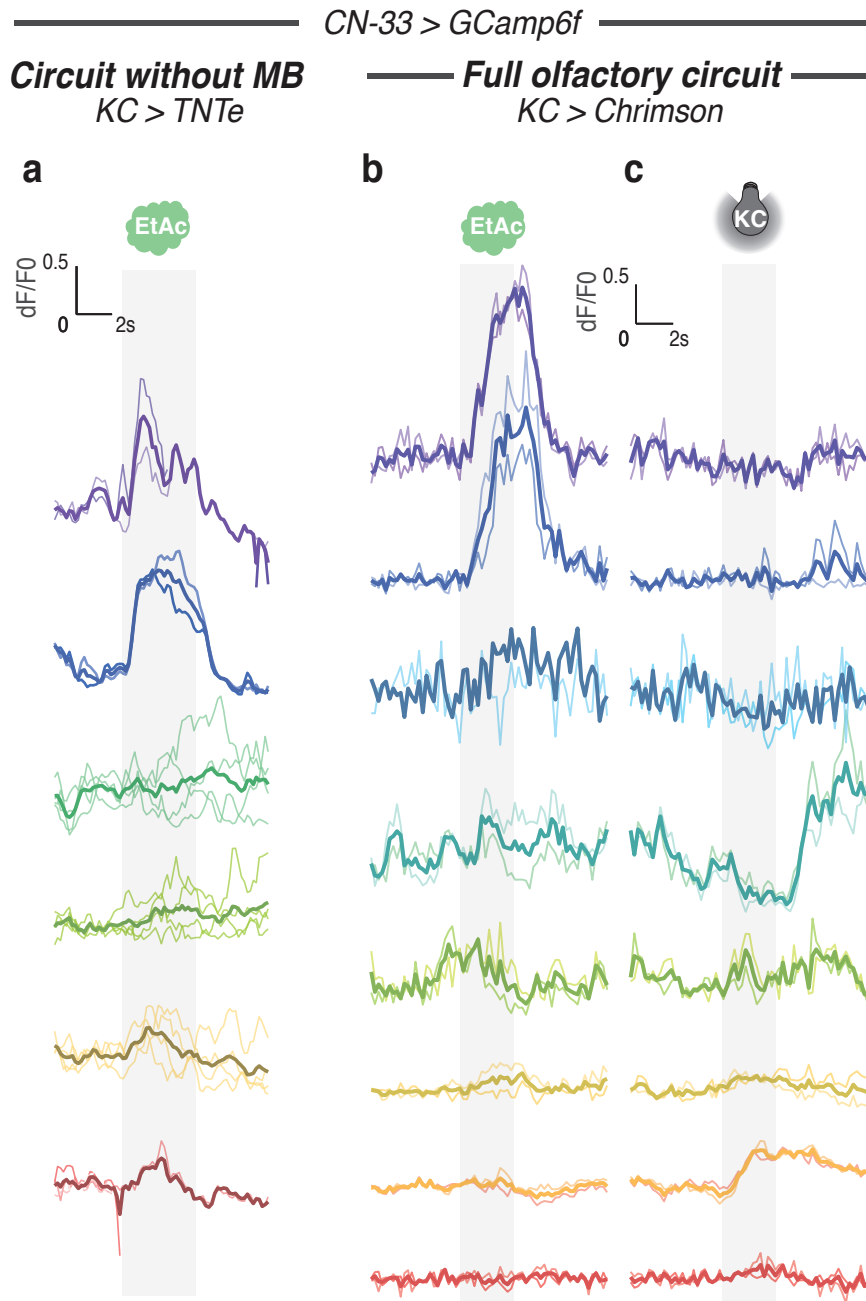 CN-33 > GCamp6f
Circuit without MB
KC > TNTe
Full olfactory circuit
KC > Chrimson
a
b
c
EtAc
EtAc
KC
0.5
dF/F0
0
2s
0.5
dF/F0
0
2s